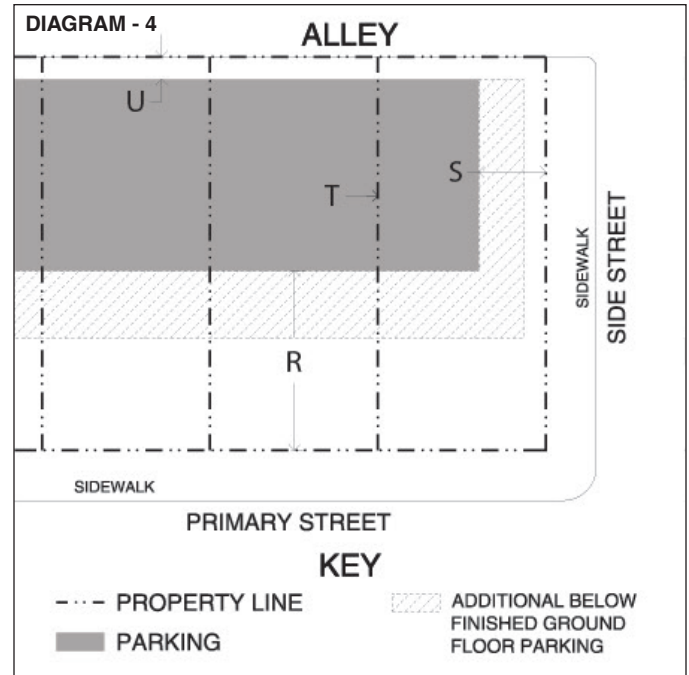 DIAGRAM - 4
ALLEY
U
S
T
SIDEWALK
SIDE STREET
R
SIDEWALK
PRIMARY STREET
KEY
PROPERTY LINE
PARKING
ADDITIONAL BELOW
FINISHED GROUND
FLOOR PARKING